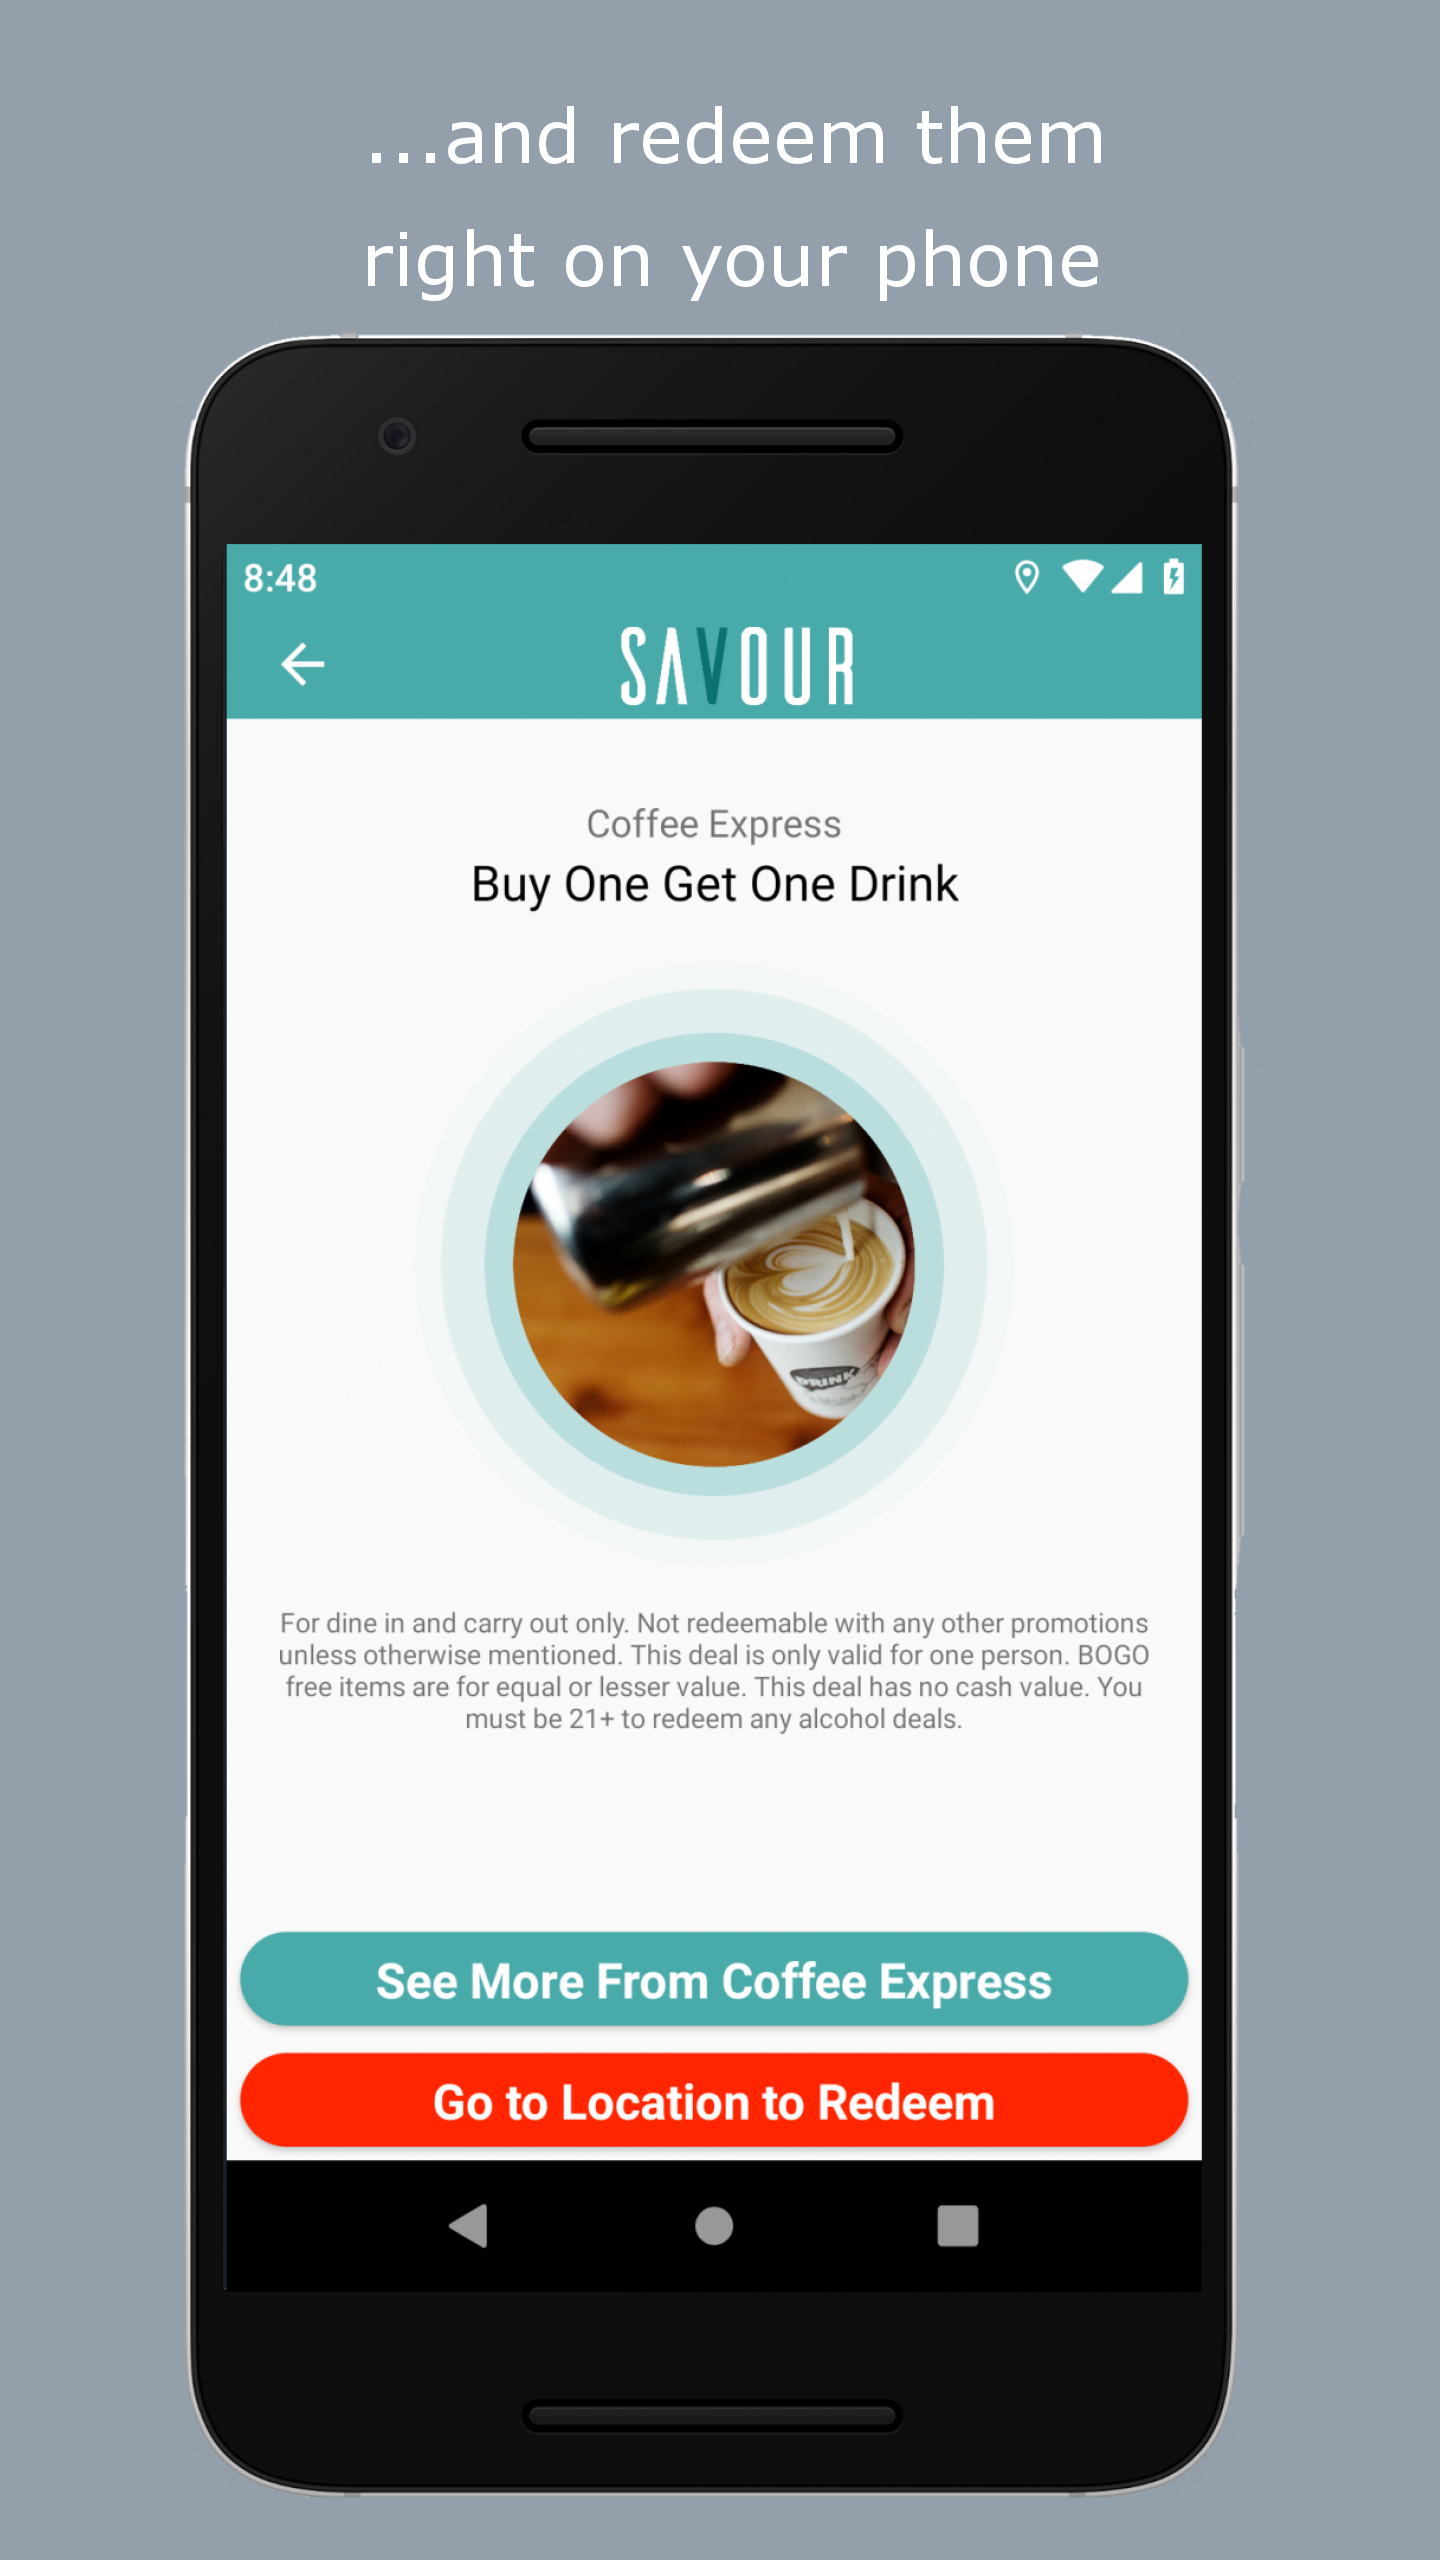 ...and redeem them
right on your phone
8:48
SAVOUR
Coffee Express
Buy One Get One Drink
DRINK
For dine in and carry out only. Not redeemable with any other promotions
unless otherwise mentioned. This deal is only valid for one person. BOGO
free items are for equal or lesser value. This deal has no cash value. You
must be 21+ to redeem any alcohol deals.
See More From Coffee Express
Go to Location to Redeem